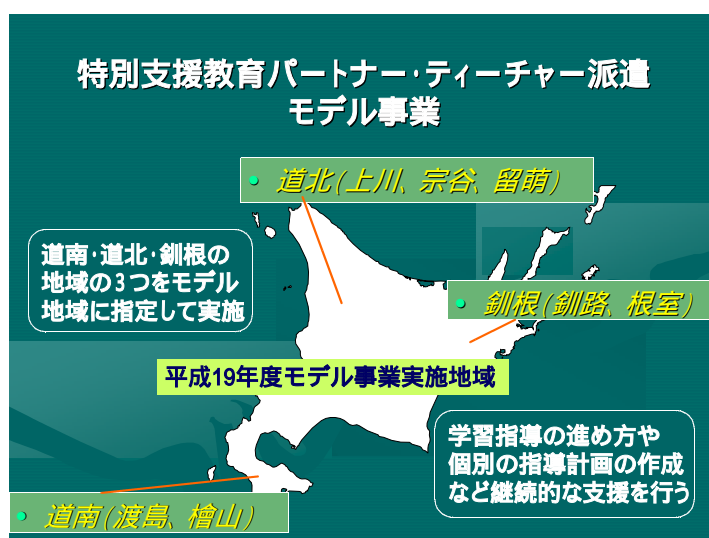 特別支援教育パートナー・ティーチャー派遣
モデル事業
• 道北(上川、宗谷、留萌)
道南・道北・釧根の
地域の3つをモデル
地域に指定して実施
• 釧根(釧路、根室)
平成19年度モデル事業実施地域
学習指導の進め方や
個別の指導計画の作成
など継続的な支援を行う
• 道南(渡島、檜山)